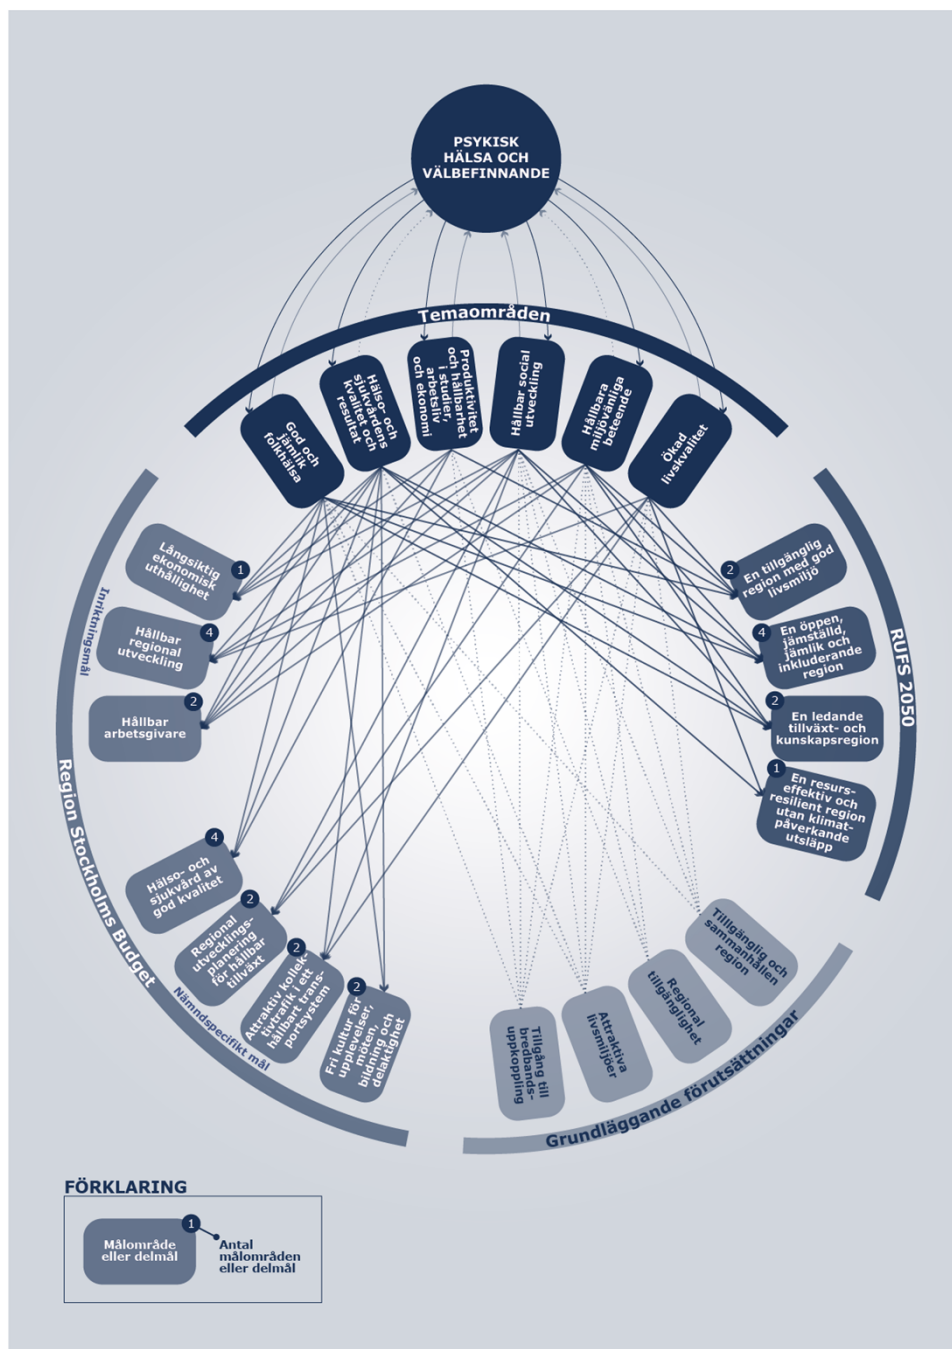 PSYKISK
HÄLSA OCH
VÄLBEFINNANDE
Temaområden
God och
jämlik
folkhälsa
Hälso- och
sjukvårdens
kvalitet och
resultat
Produktivitet
och hållbarhet
i studier,
arbetsliv
och ekonomi
Hållbar social
utveckling
Hållbara
miljövänliga
beteende
Ökad
livskvalitet
RUFS 2050
2
En tillgänglig
region med god
livsmiljö
4
En öppen,
jämställd,
jämlik och
inkluderande
region
2
En ledande
tillväxt- och
kunskapsregion
1
En resurs-
effektiv och
resilient region
utan klimat-
påverkande
utsläpp
Grundläggande förutsättningar
Tillgänglig och
sammanhållen
region
Regional
tillgänglighet
Attraktiva
livsmiljöer
Tillgång till
bredbands-
uppkoppling
Region Stockholms Budget
Inriktningsmål
1
Långsiktig
ekonomisk
uthållighet
4
Hållbar
regional
utveckling
2
Hållbar
arbetsgivare
Nämndspecifikt mål
4
Hälso- och
sjukvård av
god kvalitet
2
Regional
utvecklings-
planering
för hållbar
tillväxt
2
Attraktiv kollek-
tivtrafik i ett
hållbart trans-
portsystem
2
Fri kultur för
upplevelser,
möten,
bildning och
delaktighet
FÖRKLARING
1
Målområde
eller delmål
Antal
målområden
eller delmål